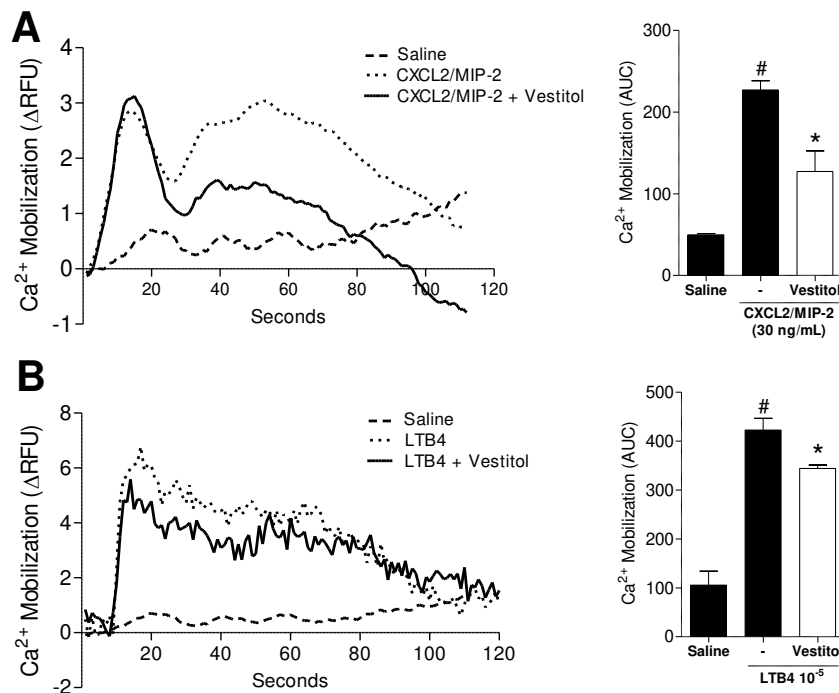 A
Ca²⁺ Mobilization (ΔRFU)
4
3
2
1
0
-1
20
40
60
80
100
120
Seconds
Saline
CXCL2/MIP-2
CXCL2/MIP-2 + Vestitol
Ca²⁺ Mobilization (AUC)
300
200
100
0
#
*
Saline
-
Vestitol
CXCL2/MIP-2
(30 ng/mL)
B
Ca²⁺ Mobilization (ΔRFU)
8
6
4
2
0
-2
20
40
60
80
100
120
Seconds
Saline
LTB4
LTB4 + Vestitol
Ca²⁺ Mobilization (AUC)
500
400
300
200
100
0
#
*
Saline
-
Vestitol
LTB4 10⁻⁵